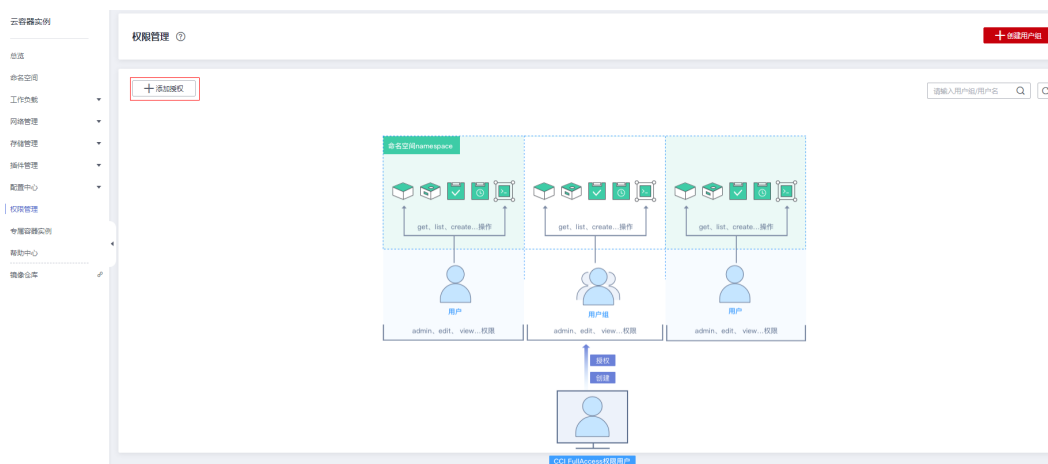 云容器实例
权限管理
创建用户组
总览
命名空间
工作负载
网络管理
存储管理
插件管理
配置中心
权限管理
专属容器实例
帮助中心
镜像仓库
添加授权
请输入用户组/用户名
命名空间namespace
get、list、create...操作
get、list、create...操作
get、list、create...操作
用户
用户组
用户
admin、edit、 view...权限
admin、edit、 view...权限
admin、edit、 view...权限
授权
创建
CCI FullAccess权限用户